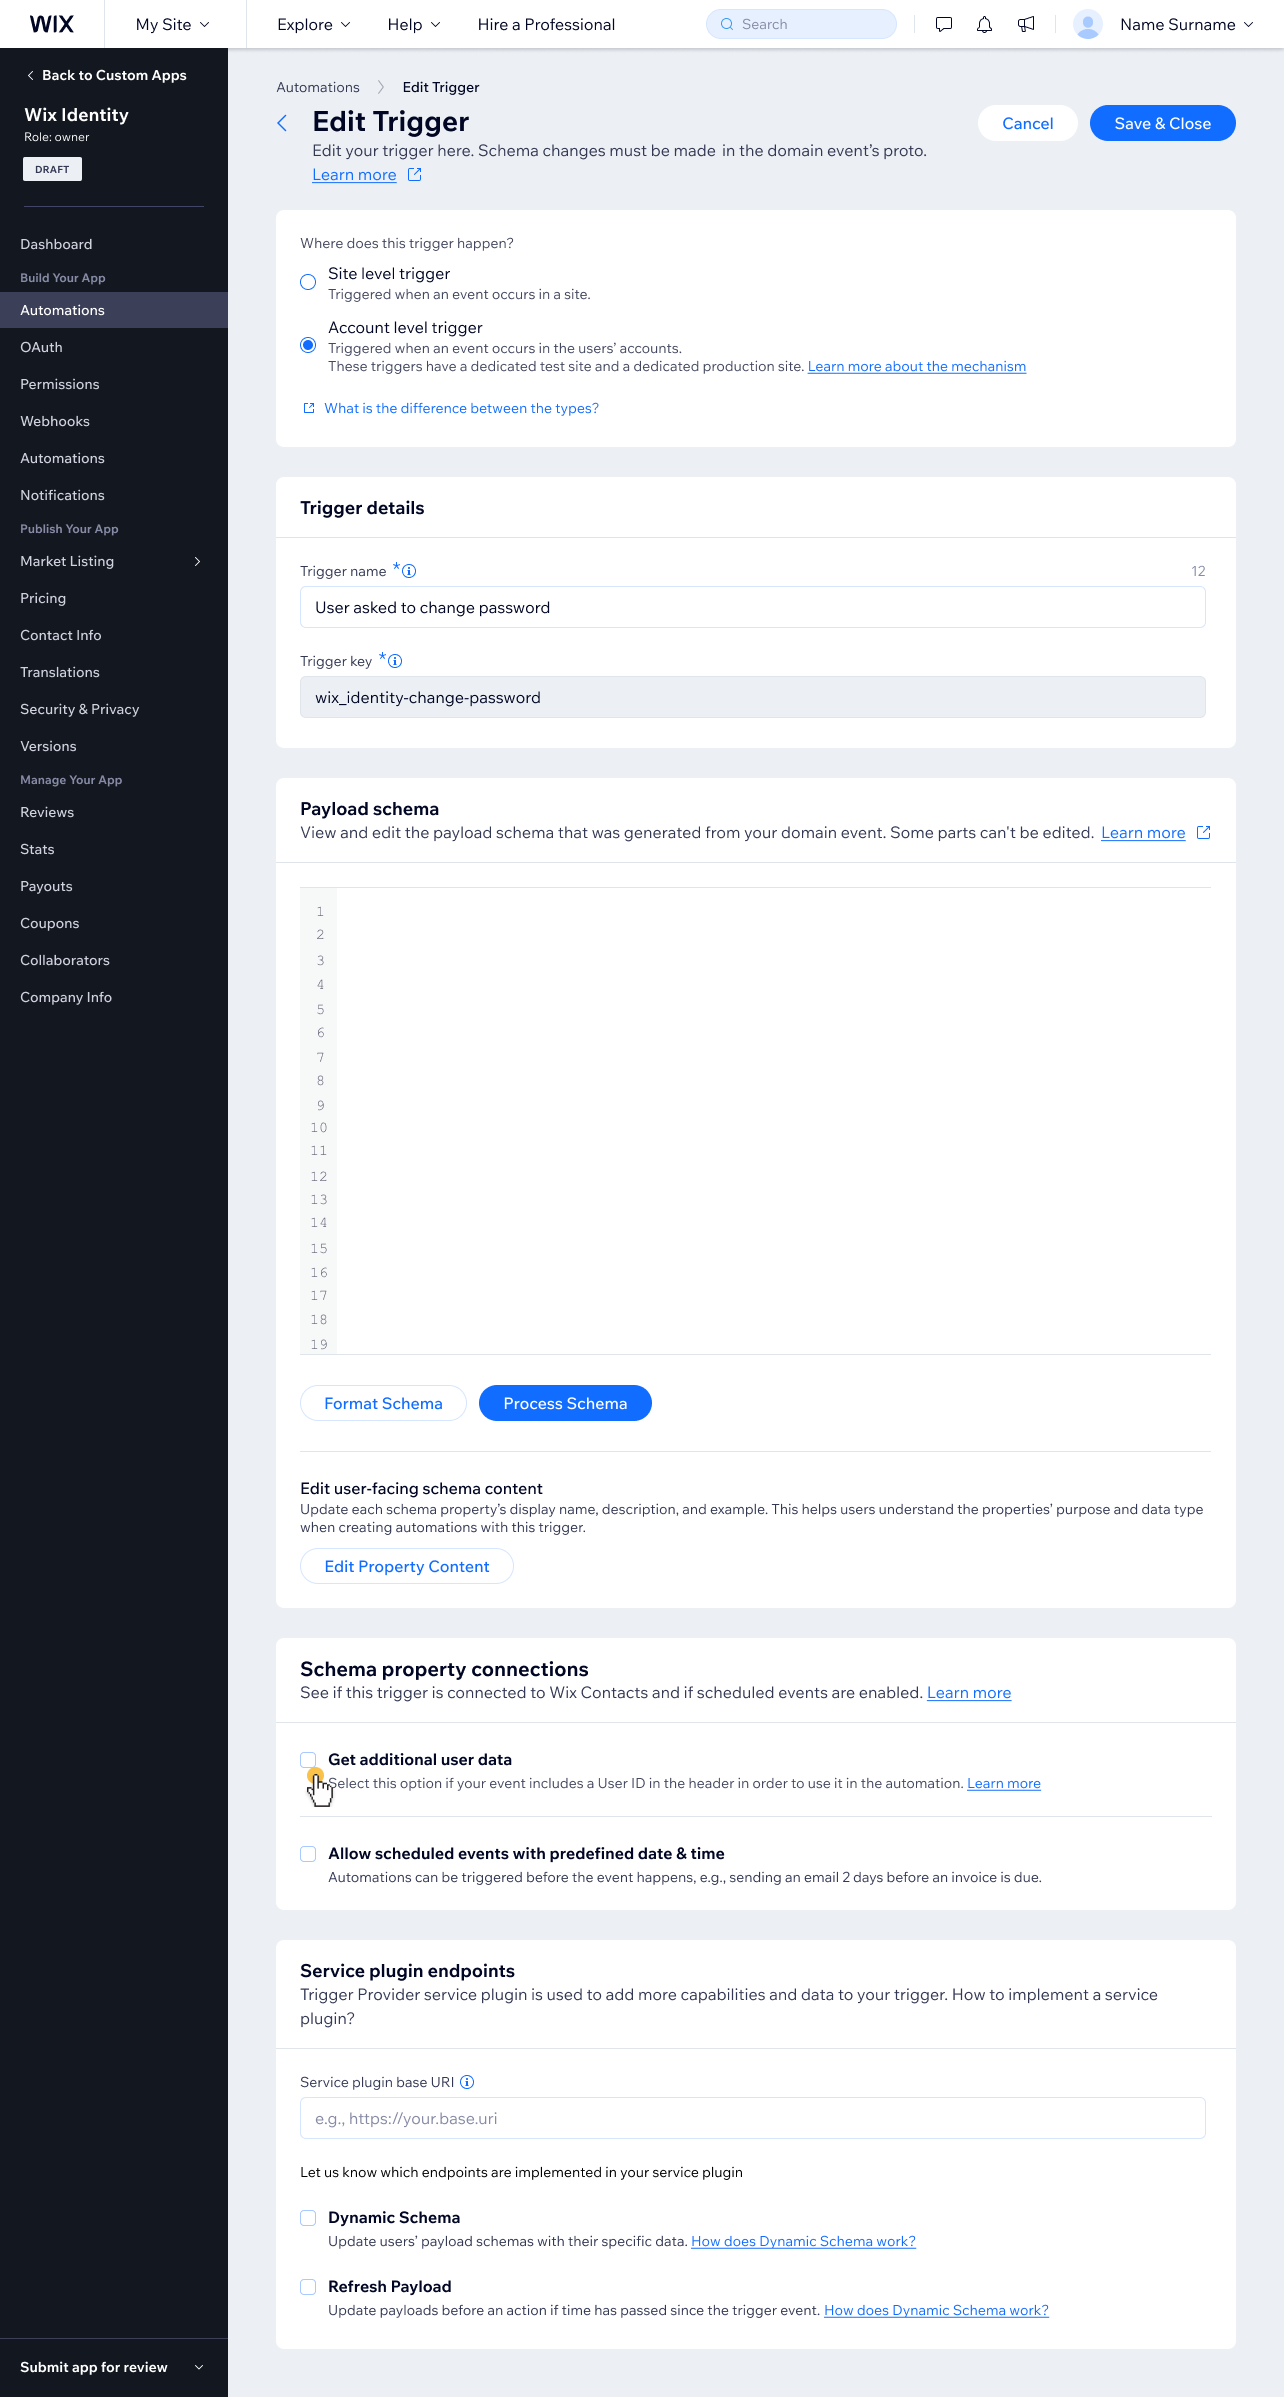 WIX
My Site
Explore
Help
Hire a Professional
Search
Name Surname
Back to Custom Apps
Wix Identity
Role: owner
DRAFT
Dashboard
Build Your App
Automations
OAuth
Permissions
Webhooks
Automations
Notifications
Publish Your App
Market Listing
Pricing
Contact Info
Translations
Security & Privacy
Versions
Manage Your App
Reviews
Stats
Payouts
Coupons
Collaborators
Company Info
Submit app for review
Automations
Edit Trigger
Edit Trigger
Cancel
Save & Close
Edit your trigger here. Schema changes must be made in the domain event's proto.
Learn more
Where does this trigger happen?
Site level trigger
Triggered when an event occurs in a site.
Account level trigger
Triggered when an event occurs in the users' accounts.
These triggers have a dedicated test site and a dedicated production site. Learn more about the mechanism
What is the difference between the types?
Trigger details
Trigger name *
12
User asked to change password
Trigger key *
wix_identity-change-password
Payload schema
View and edit the payload schema that was generated from your domain event. Some parts can't be edited. Learn more
1
2
3
4
5
6
7
8
9
10
11
12
13
14
15
16
17
18
19
Format Schema
Process Schema
Edit user-facing schema content
Update each schema property's display name, description, and example. This helps users understand the properties' purpose and data type
when creating automations with this trigger.
Edit Property Content
Schema property connections
See if this trigger is connected to Wix Contacts and if scheduled events are enabled. Learn more
Get additional user data
Select this option if your event includes a User ID in the header in order to use it in the automation. Learn more
Allow scheduled events with predefined date & time
Automations can be triggered before the event happens, e.g., sending an email 2 days before an invoice is due.
Service plugin endpoints
Trigger Provider service plugin is used to add more capabilities and data to your trigger. How to implement a service
plugin?
Service plugin base URI
e.g., https://your.base.uri
Let us know which endpoints are implemented in your service plugin
Dynamic Schema
Update users' payload schemas with their specific data. How does Dynamic Schema work?
Refresh Payload
Update payloads before an action if time has passed since the trigger event. How does Dynamic Schema work?